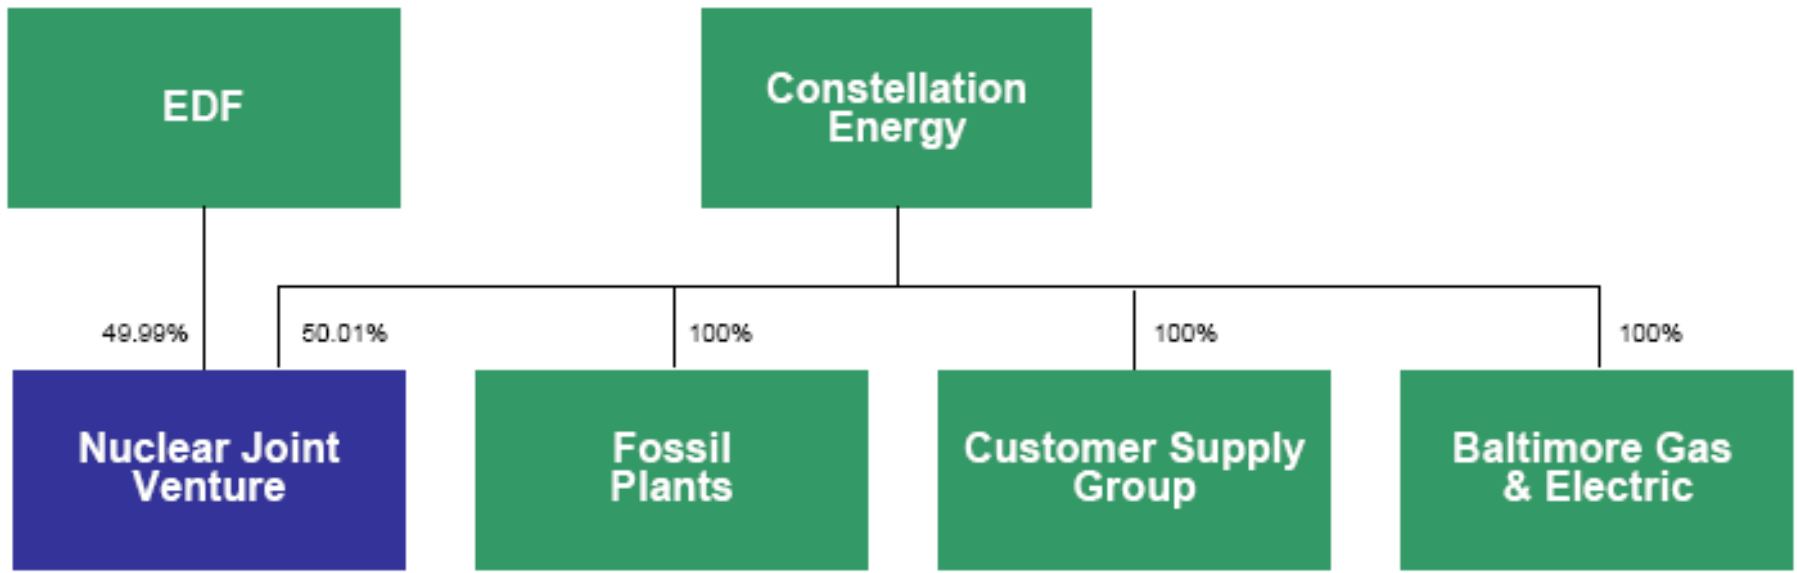 EDF
Constellation
Energy
49.99%
50.01%
100%
100%
100%
Nuclear Joint
Venture
Fossil
Plants
Customer Supply
Group
Baltimore Gas
& Electric